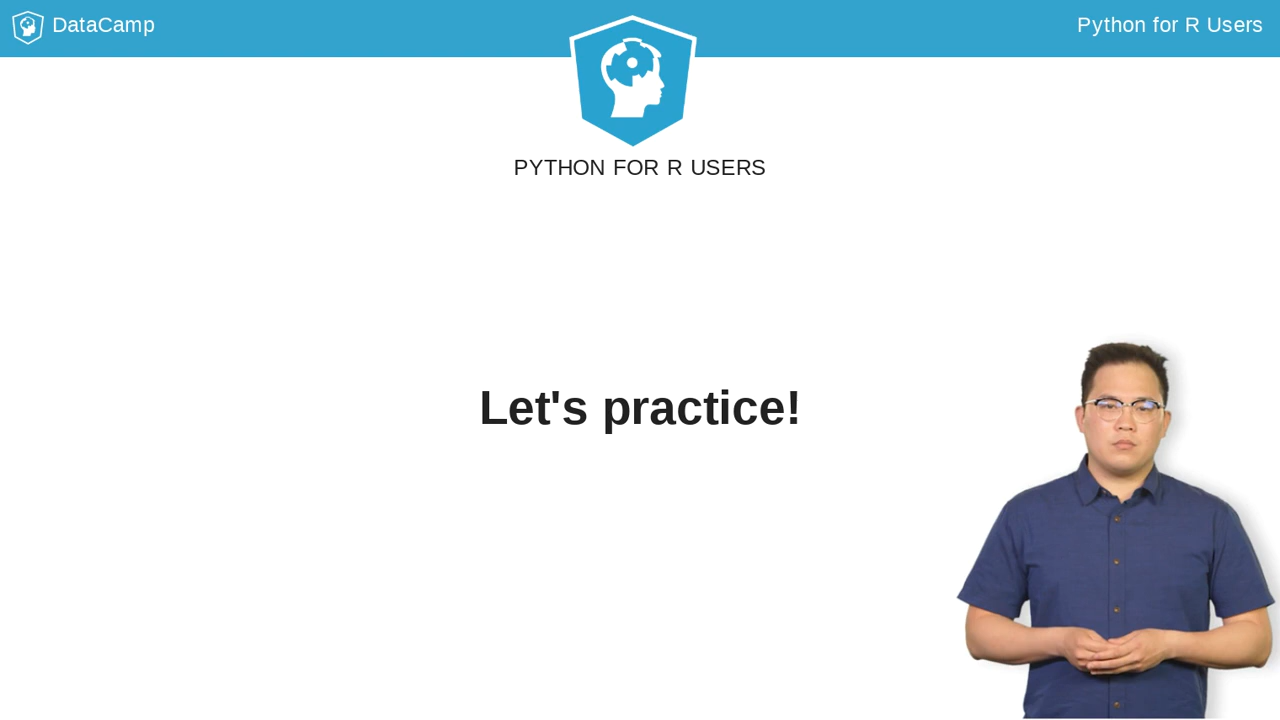 DataCamp
Python for R Users
PYTHON FOR R USERS
Let's practice!